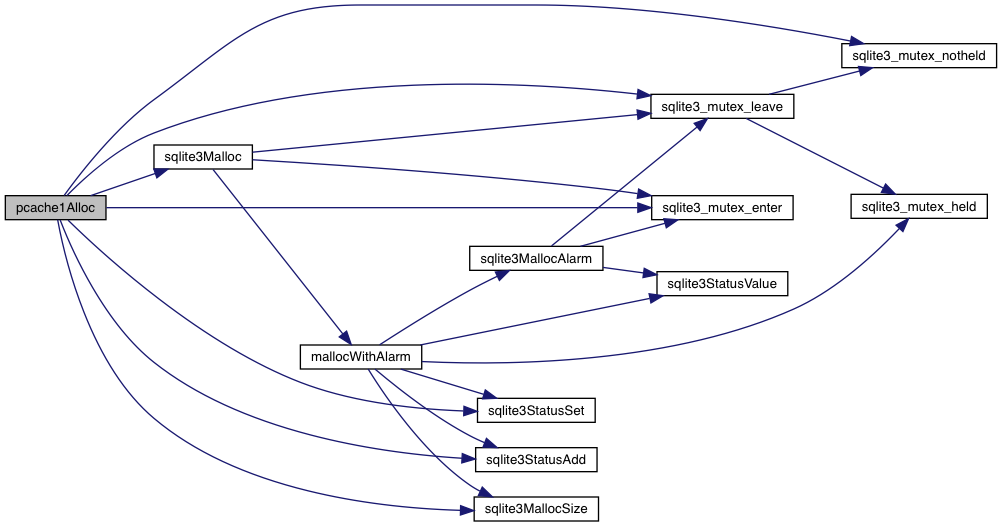 sqlite3_mutex_notheld
sqlite3_mutex_leave
sqlite3Malloc
pcache1Alloc
sqlite3_mutex_enter
sqlite3_mutex_held
sqlite3MallocAlarm
sqlite3StatusValue
mallocWithAlarm
sqlite3StatusSet
sqlite3StatusAdd
sqlite3MallocSize